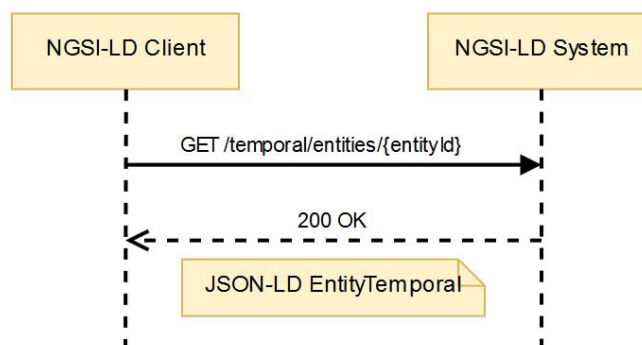 NGSI-LD Client
NGSI-LD System
GET /temporal/entities/{entityId}
200 OK
JSON-LD EntityTemporal